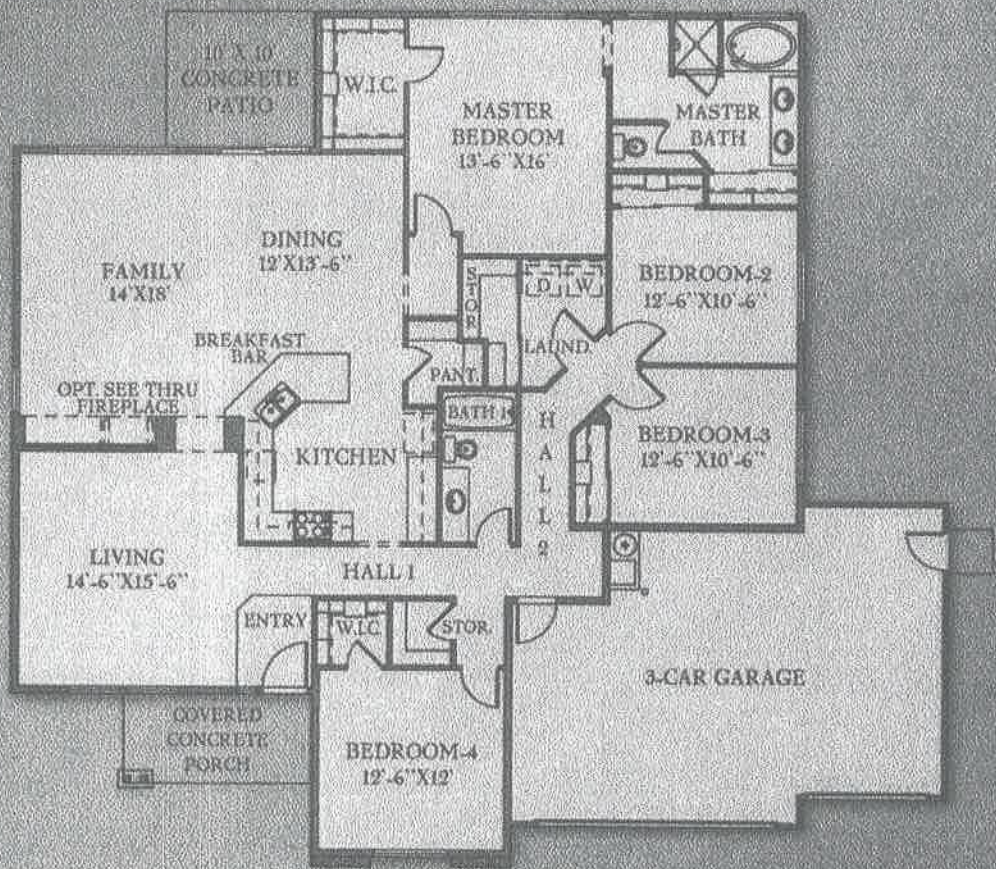 10' X 10'
CONCRETE
PATIO
W.I.C.
MASTER
BEDROOM
13'-6"X16'
MASTER
BATH
DINING
12'X13'-6"
FAMILY
14'X18'
STOR.
D
W
BEDROOM-2
12'-6"X10'-6"
BREAKFAST
BAR
LAUND.
PANT.
OPT. SEE THRU
FIREPLACE
BATH 1
HALL 2
BEDROOM-3
12'-6"X10'-6"
KITCHEN
LIVING
14'-6"X15'-6"
HALL 1
ENTRY
W.I.C.
STOR.
3-CAR GARAGE
COVERED
CONCRETE
PORCH
BEDROOM-4
12'-6"X12'